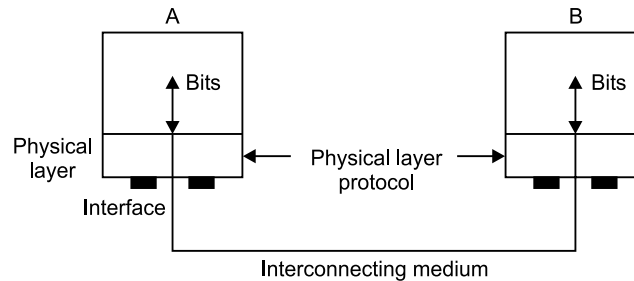 A
B
Bits
Bits
Physical
layer
Physical layer
protocol
Interface
Interconnecting medium